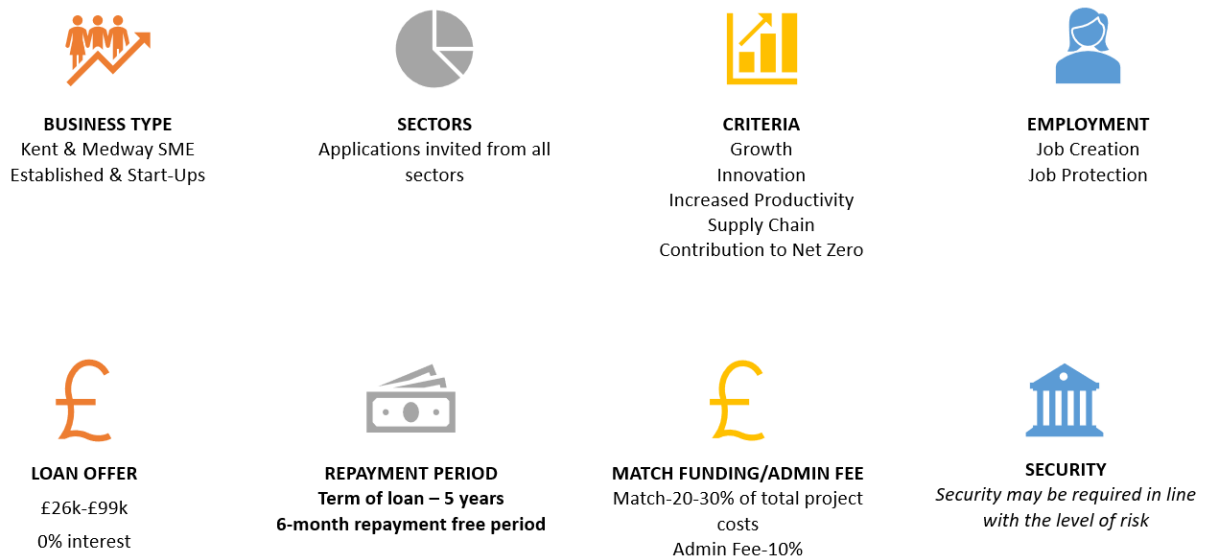 BUSINESS TYPE
Kent & Medway SME
Established & Start-Ups
SECTORS
Applications invited from all
sectors
CRITERIA
Growth
Innovation
Increased Productivity
Supply Chain
Contribution to Net Zero
EMPLOYMENT
Job Creation
Job Protection
LOAN OFFER
£26k-£99k
0% interest
REPAYMENT PERIOD
Term of loan – 5 years
6-month repayment free period
MATCH FUNDING/ADMIN FEE
Match-20-30% of total project
costs
Admin Fee-10%
SECURITY
Security may be required in line
with the level of risk